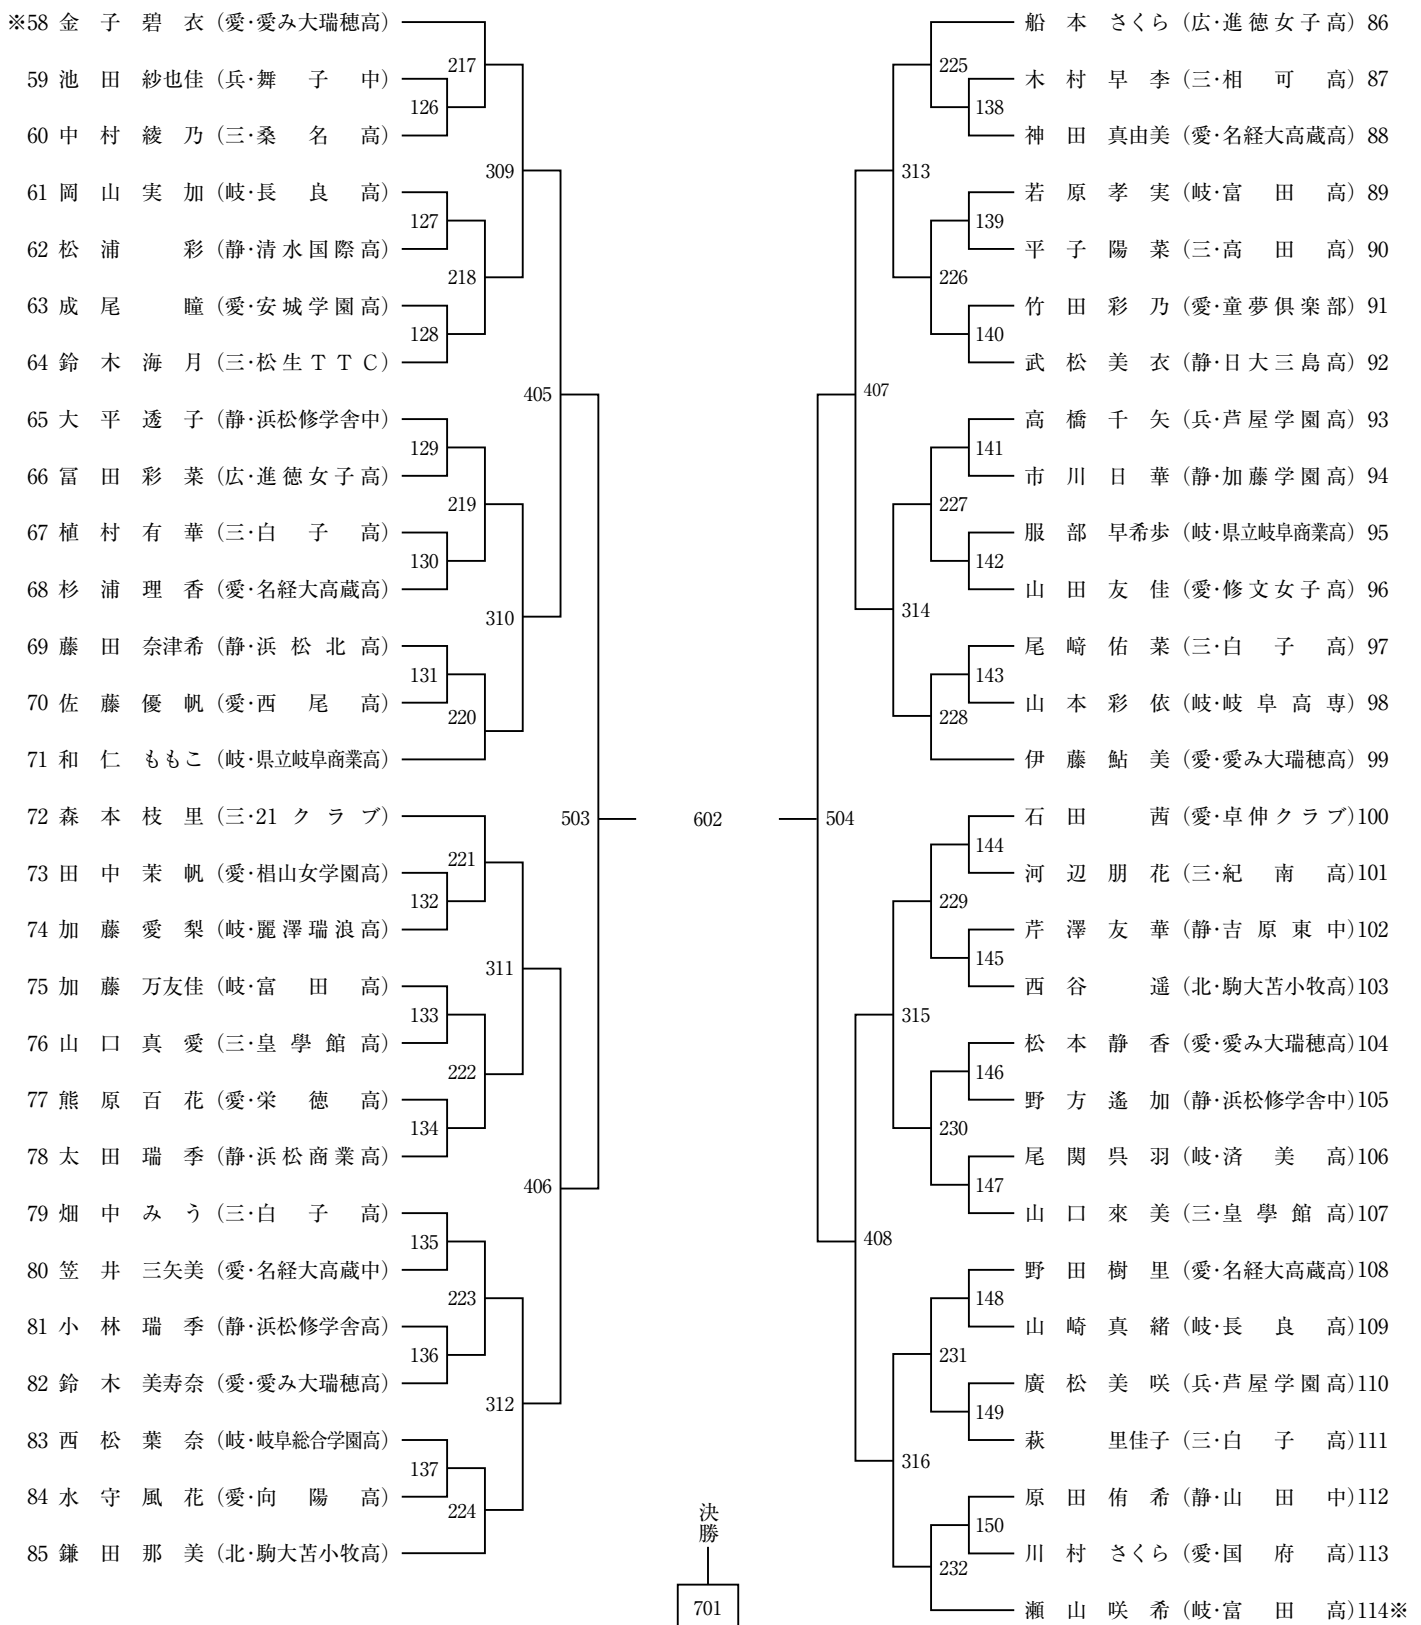 ※58 金子碧衣 (愛・愛み大瑞穂高)
59 池田紗也佳 (兵・舞子中)
60 中村綾乃 (三・桑名高)
61 岡山実加 (岐・長良高)
62 松浦彩 (静・清水国際高)
63 成尾瞳 (愛・安城学園高)
64 鈴木海月 (三・松生TTC)
65 大平透子 (静・浜松修学舎中)
66 冨田彩菜 (広・進徳女子高)
67 植村有華 (三・白子高)
68 杉浦理香 (愛・名経大高蔵高)
69 藤田奈津希 (静・浜松北高)
70 佐藤優帆 (愛・西尾高)
71 和仁ももこ (岐・県立岐阜商業高)
72 森本枝里 (三・21クラブ)
73 田中茉帆 (愛・椙山女学園高)
74 加藤愛梨 (岐・麗澤瑞浪高)
75 加藤万友佳 (岐・富田高)
76 山口真愛 (三・皇學館高)
77 熊原百花 (愛・栄徳高)
78 太田瑞季 (静・浜松商業高)
79 畑中みう (三・白子高)
80 笠井三矢美 (愛・名経大高蔵中)
81 小林瑞季 (静・浜松修学舎高)
82 鈴木美寿奈 (愛・愛み大瑞穂高)
83 西松葉奈 (岐・岐阜総合学園高)
84 水守風花 (愛・向陽高)
85 鎌田那美 (北・駒大苫小牧高)
126
127
128
129
130
131
132
133
134
135
136
137
217
218
219
220
221
222
223
224
309
310
311
312
405
406
503
602
504
407
408
313
314
315
316
225
226
227
228
229
230
231
232
138
139
140
141
142
143
144
145
146
147
148
149
150
船本さくら (広・進徳女子高) 86
木村早李 (三・相可高) 87
神田真由美 (愛・名経大高蔵高) 88
若原孝実 (岐・富田高) 89
平子陽菜 (三・高田高) 90
竹田彩乃 (愛・童夢倶楽部) 91
武松美衣 (静・日大三島高) 92
高橋千矢 (兵・芦屋学園高) 93
市川日華 (静・加藤学園高) 94
服部早希歩 (岐・県立岐阜商業高) 95
山田友佳 (愛・修文女子高) 96
尾﨑佑菜 (三・白子高) 97
山本彩依 (岐・岐阜高専) 98
伊藤鮎美 (愛・愛み大瑞穂高) 99
石田茜 (愛・卓伸クラブ) 100
河辺朋花 (三・紀南高) 101
芹澤友華 (静・吉原東中) 102
西谷遥 (北・駒大苫小牧高) 103
松本静香 (愛・愛み大瑞穂高) 104
野方遙加 (静・浜松修学舎中) 105
尾関呉羽 (岐・済美高) 106
山口來美 (三・皇學館高) 107
野田樹里 (愛・名経大高蔵高) 108
山崎真緒 (岐・長良高) 109
廣松美咲 (兵・芦屋学園高) 110
萩里佳子 (三・白子高) 111
原田侑希 (静・山田中) 112
川村さくら (愛・国府高) 113
瀬山咲希 (岐・富田高) 114※
決勝
701